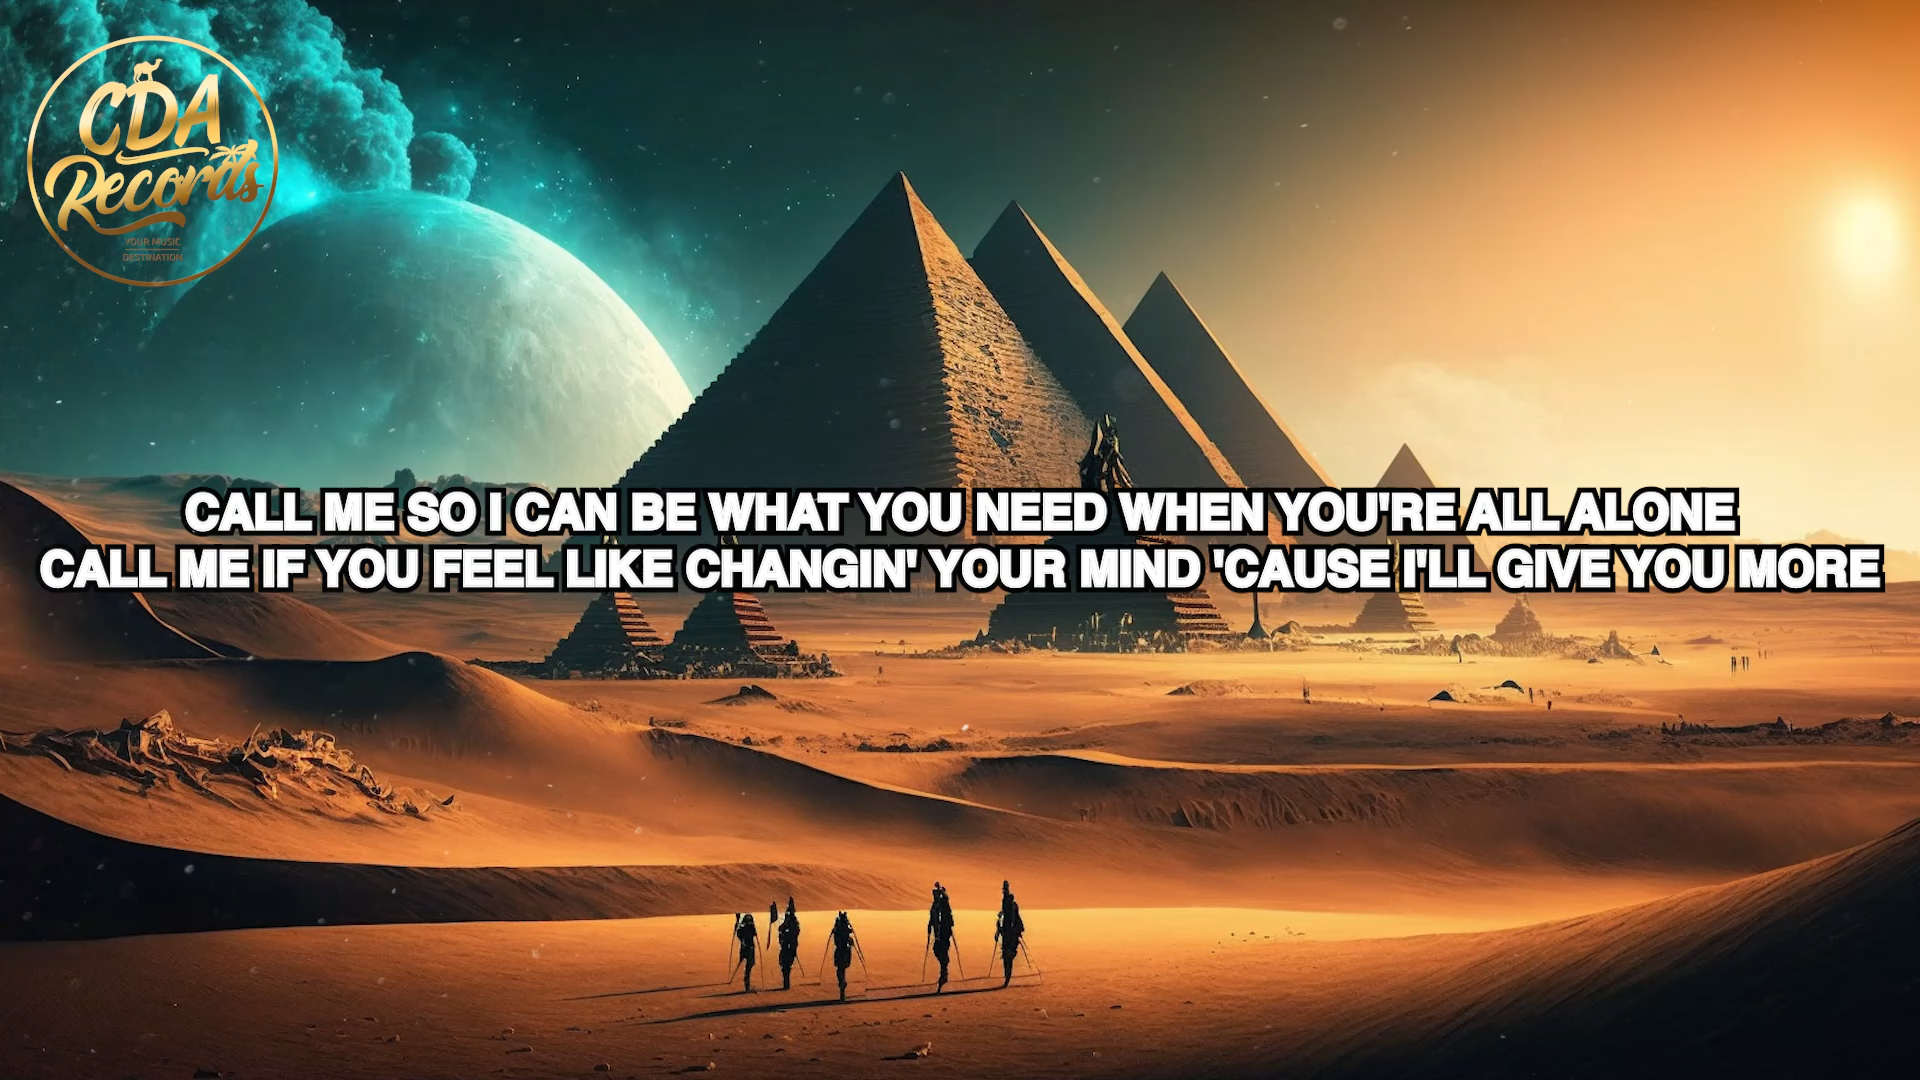 CDA
Records
YOUR MUSIC
DESTINATION
CALL ME SO I CAN BE WHAT YOU NEED WHEN YOU'RE ALL ALONE
CALL ME IF YOU FEEL LIKE CHANGIN' YOUR MIND 'CAUSE I'LL GIVE YOU MORE